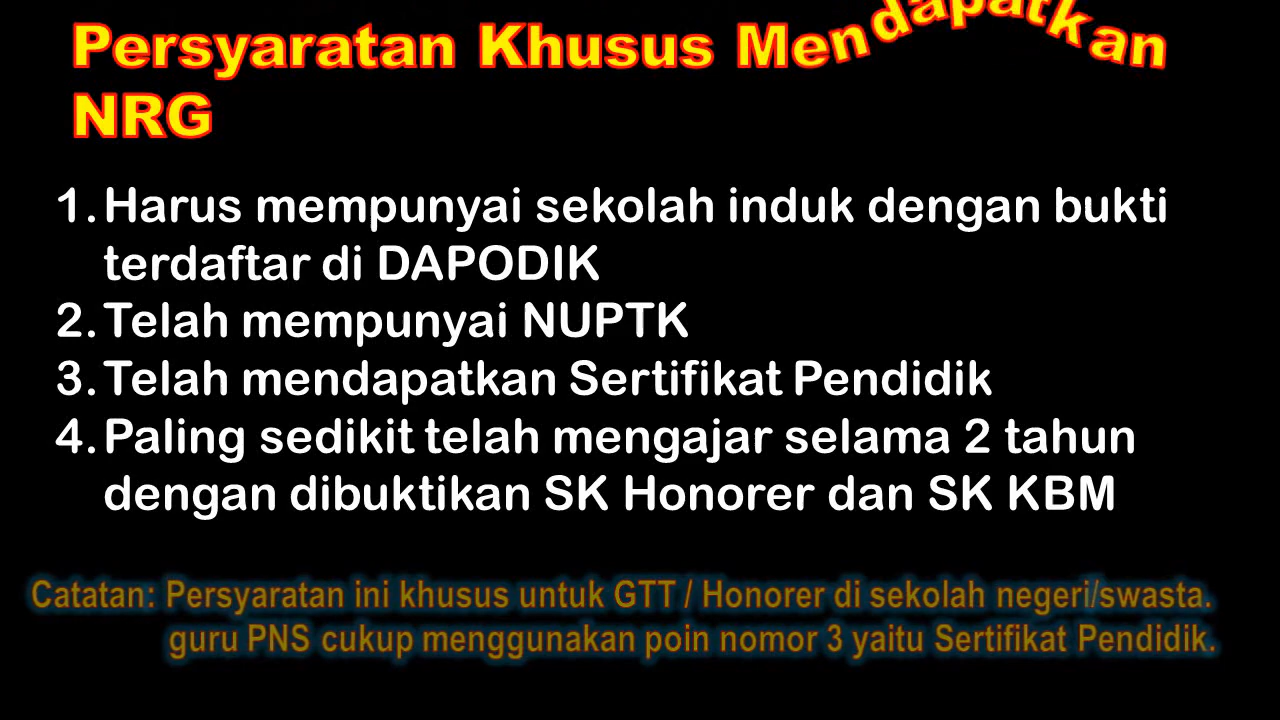 Persyaratan Khusus Mendapatkan
NRG
1. Harus mempunyai sekolah induk dengan bukti
terdaftar di DAPODIK
2. Telah mempunyai NUPTK
3. Telah mendapatkan Sertifikat Pendidik
4. Paling sedikit telah mengajar selama 2 tahun
dengan dibuktikan SK Honorer dan SK KBM
Catatan: Persyaratan ini khusus untuk GTT / Honorer di sekolah negeri/swasta.
guru PNS cukup menggunakan poin nomor 3 yaitu Sertifikat Pendidik.